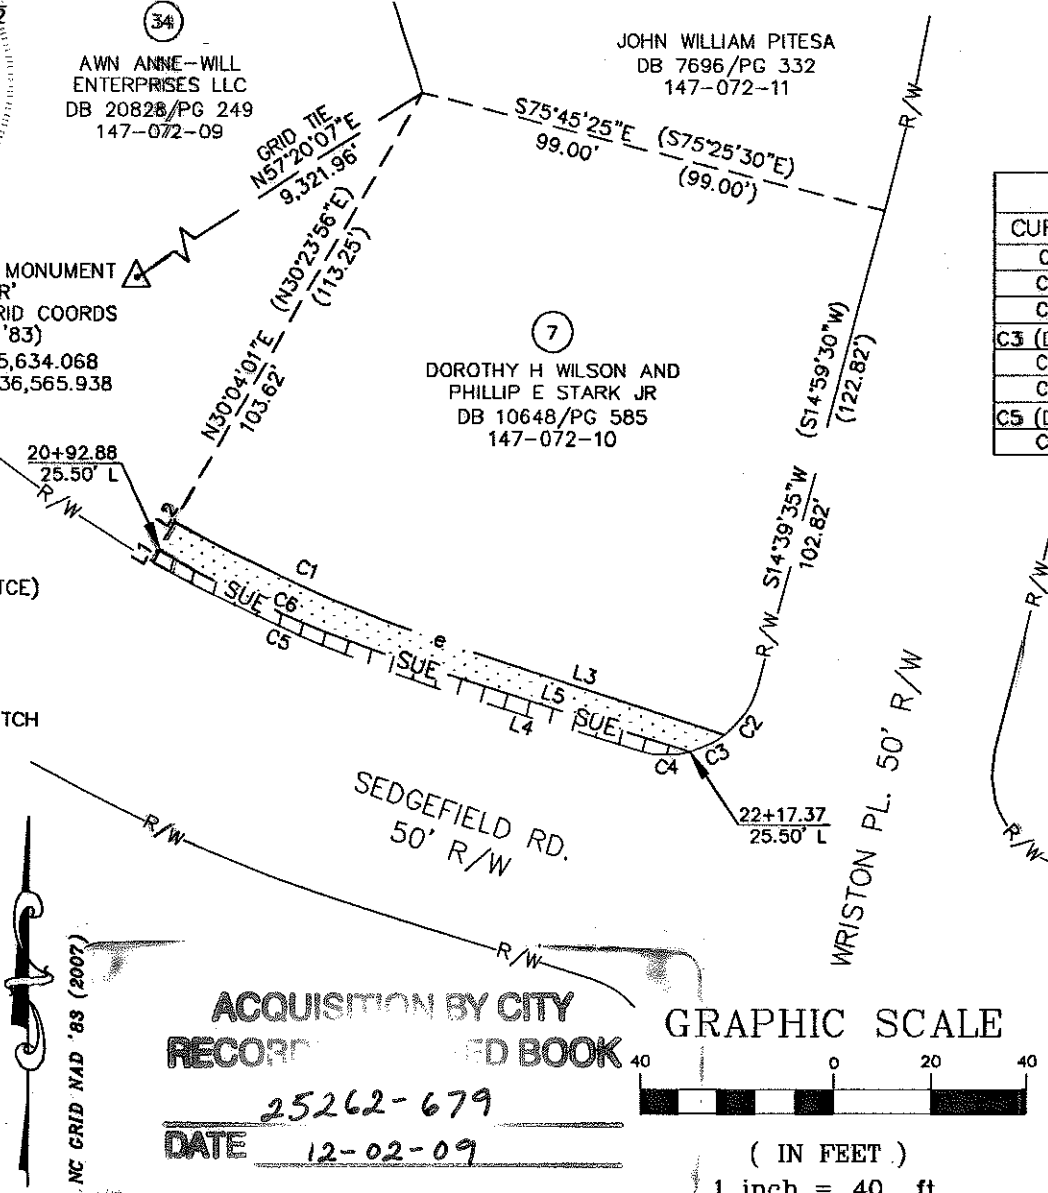 2
34
AWN ANNE-WILL
ENTERPRISES LLC
DB 20828/PG 249
147-072-09
JOHN WILLIAM PITESA
DB 7696/PG 332
147-072-11
R/W
GRID TIE
N57°20'07"E
9,321.96'
S75°45'25"E (S75°25'30"E)
99.00' (99.00')
N30°04'01"E (N30°23'56"E)
103.62' (113.25')
MONUMENT
R'
RID COORDS
'83)
5,634.068
36,565.938
7
DOROTHY H WILSON AND
PHILLIP E STARK JR
DB 10648/PG 585
147-072-10
S14°39'35"W (S14°59'30"W)
102.82' (122.82')
CUR
C
C
C
C3 (D
C
C
C5 (D
C
20+92.88
25.50' L
R/W
L2
L1
C1
SUE C6
C5
e
SUE
L3
L5
L4
SUE
C4
C3
C2
R/W
R/W
TCE)
TCH
22+17.37
25.50' L
SEDGEFIELD RD.
50' R/W
WRISTON PL. 50' R/W
R/W
R/W
R/W
NC GRID NAD '83 (2007)
ACQUISITION BY CITY
RECORD ED BOOK
25262-679
DATE 12-02-09
GRAPHIC SCALE
40 0 20 40
( IN FEET )
1 inch = 40 ft